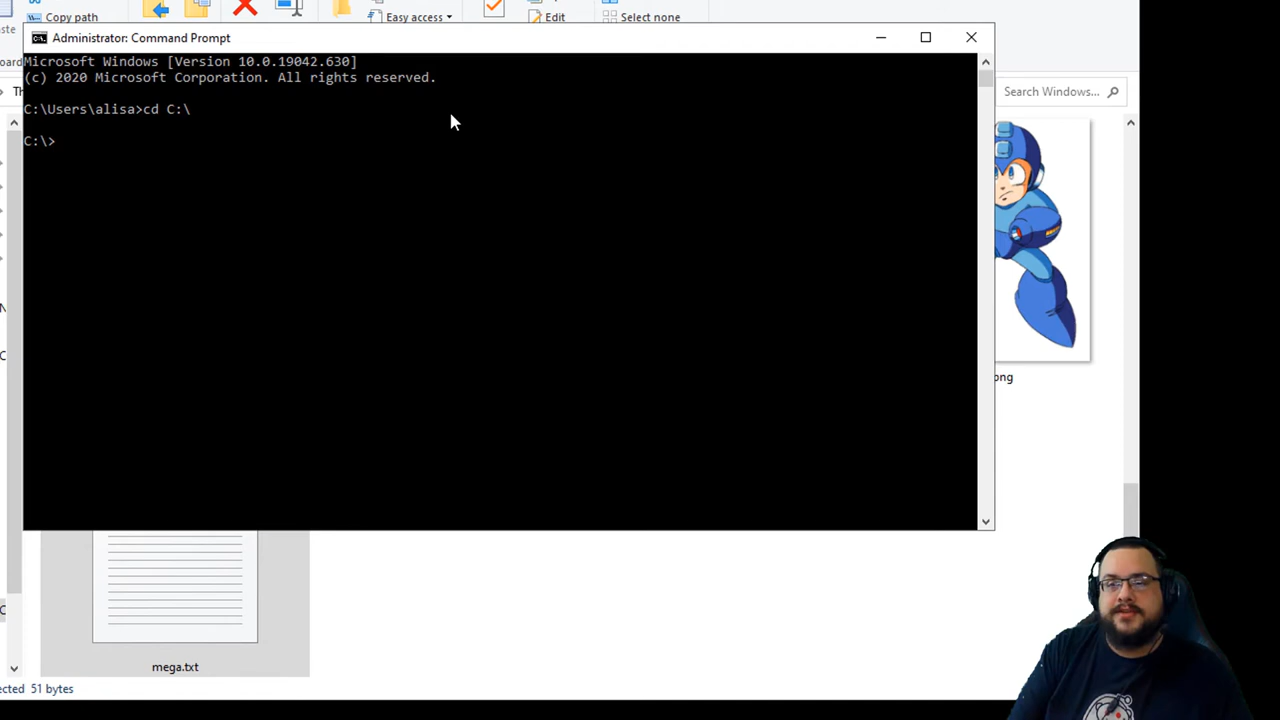 Copy path
Easy access
Edit
Select none
Administrator: Command Prompt
Microsoft Windows [Version 10.0.19042.630]
(c) 2020 Microsoft Corporation. All rights reserved.
C:\Users\alisa>cd C:\
C:\>
Search Windows...
png
mega.txt
ected 51 bytes